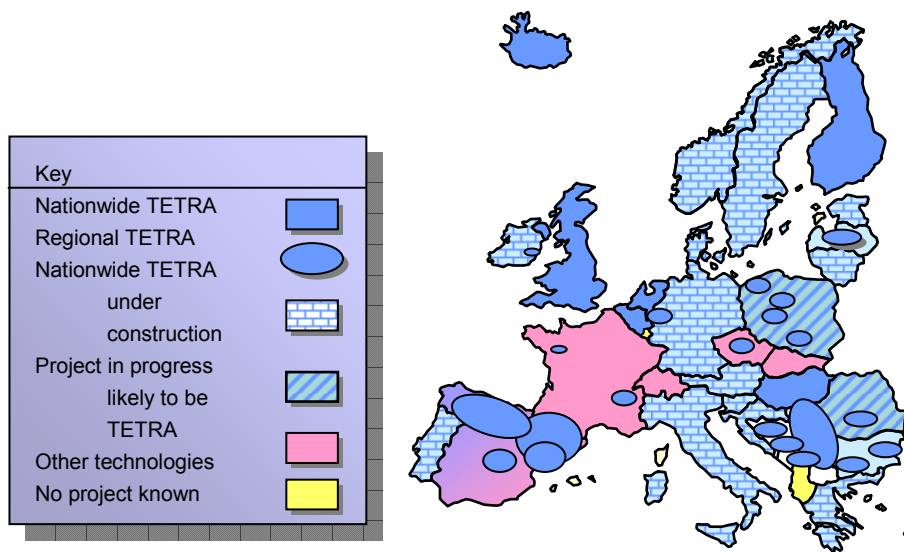 Key
Nationwide TETRA
Regional TETRA
Nationwide TETRA
under
construction
Project in progress
likely to be
TETRA
Other technologies
No project known